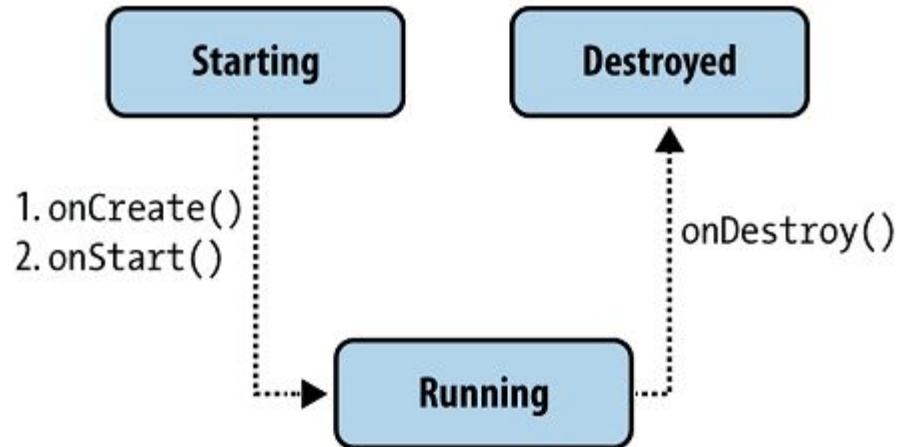 Starting
Destroyed
1. onCreate()
2. onStart()
onDestroy()
Running